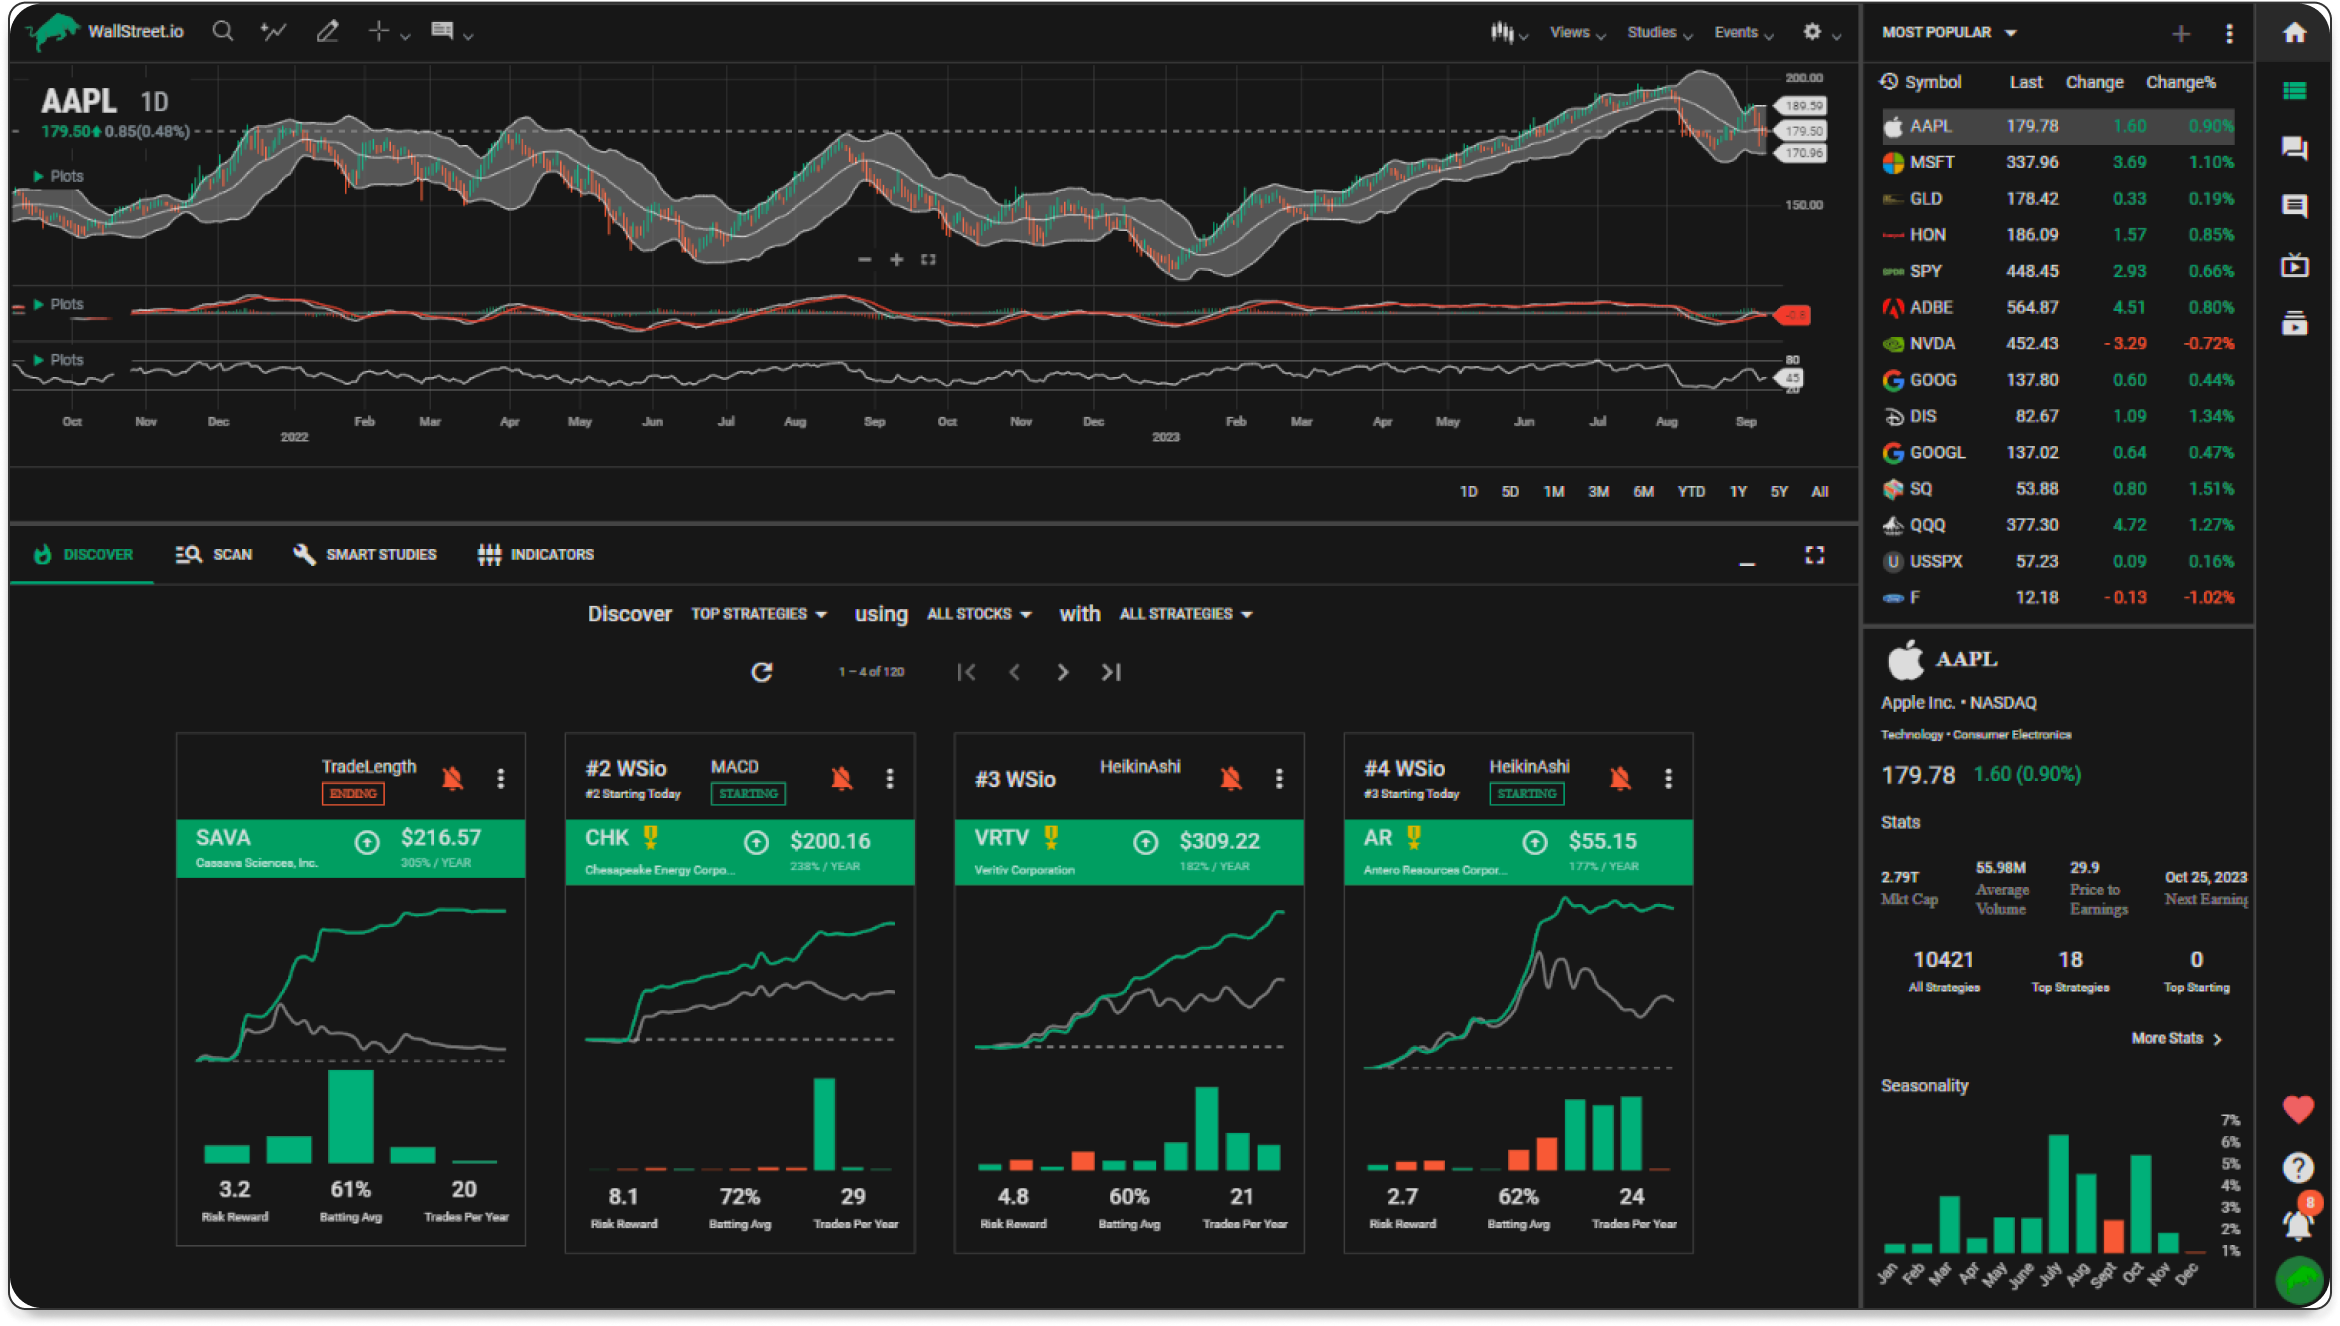 WallStreet.io
Views
Studies
Events
AAPL 1D
179.50 0.85(0.48%)
Plots
200.00
189.59
179.50
170.96
150.00
Plots
-0.8
Plots
80
45
20
Oct Nov Dec Feb Mar Apr May Jun Jul Aug Sep Oct Nov Dec Feb Mar Apr May Jun Jul Aug Sep
2022 2023
1D 5D 1M 3M 6M YTD 1Y 5Y All
DISCOVER SCAN SMART STUDIES INDICATORS
Discover TOP STRATEGIES using ALL STOCKS with ALL STRATEGIES
1 – 4 of 120
TradeLength
ENDING
SAVA $216.57
Cassava Sciences, Inc. 305% / YEAR
3.2 61% 20
Risk Reward Batting Avg Trades Per Year
#2 WSio MACD
#2 Starting Today STARTING
CHK $200.16
Chesapeake Energy Corpo... 238% / YEAR
8.1 72% 29
Risk Reward Batting Avg Trades Per Year
#3 WSio HeikinAshi
VRTV $309.22
Veritiv Corporation 182% / YEAR
4.8 60% 21
Risk Reward Batting Avg Trades Per Year
#4 WSio HeikinAshi
#3 Starting Today STARTING
AR $55.15
Antero Resources Corpor... 177% / YEAR
2.7 62% 24
Risk Reward Batting Avg Trades Per Year
MOST POPULAR
Symbol Last Change Change%
AAPL 179.78 1.60 0.90%
MSFT 337.96 3.69 1.10%
GLD 178.42 0.33 0.19%
HON 186.09 1.57 0.85%
SPDR SPY 448.45 2.93 0.66%
ADBE 564.87 4.51 0.80%
NVDA 452.43 - 3.29 -0.72%
GOOG 137.80 0.60 0.44%
DIS 82.67 1.09 1.34%
GOOGL 137.02 0.64 0.47%
SQ 53.88 0.80 1.51%
QQQ 377.30 4.72 1.27%
U USSPX 57.23 0.09 0.16%
F 12.18 - 0.13 -1.02%
AAPL
Apple Inc. • NASDAQ
Technology • Consumer Electronics
179.78 1.60 (0.90%)
Stats
2.79T 55.98M 29.9 Oct 25, 2023
Mkt Cap Average Price to Next Earning
Volume Earnings
10421 18 0
All Strategies Top Strategies Top Starting
More Stats
Seasonality
7%
6%
5%
4%
3%
2%
1%
Jan Feb Mar Apr May June July Aug Sept Oct Nov Dec
?
8